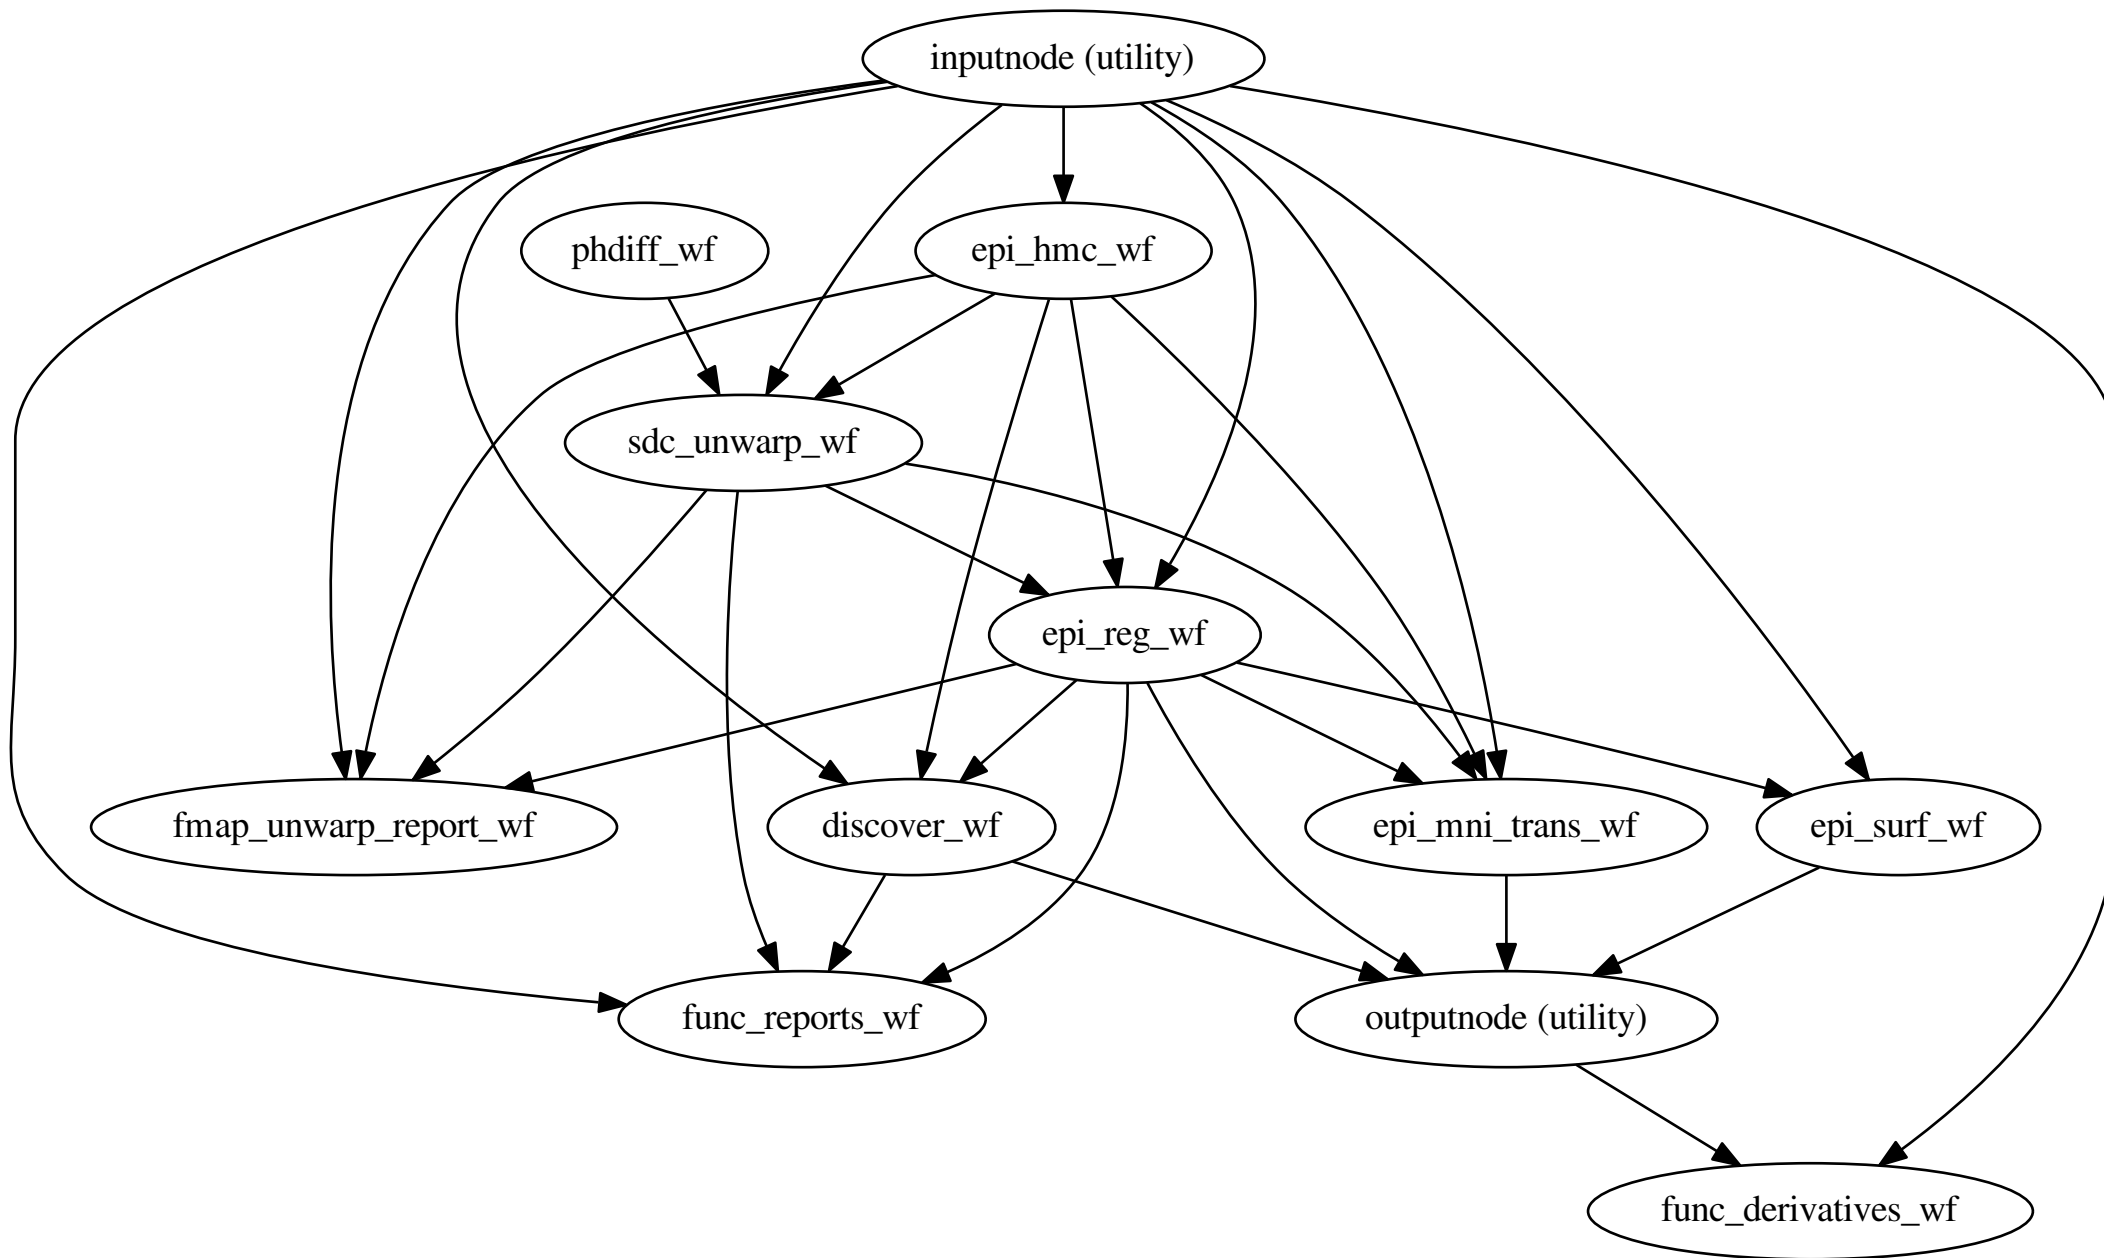 inputnode (utility)
phdiff_wf
epi_hmc_wf
sdc_unwarp_wf
epi_reg_wf
fmap_unwarp_report_wf
discover_wf
epi_mni_trans_wf
epi_surf_wf
func_reports_wf
outputnode (utility)
func_derivatives_wf